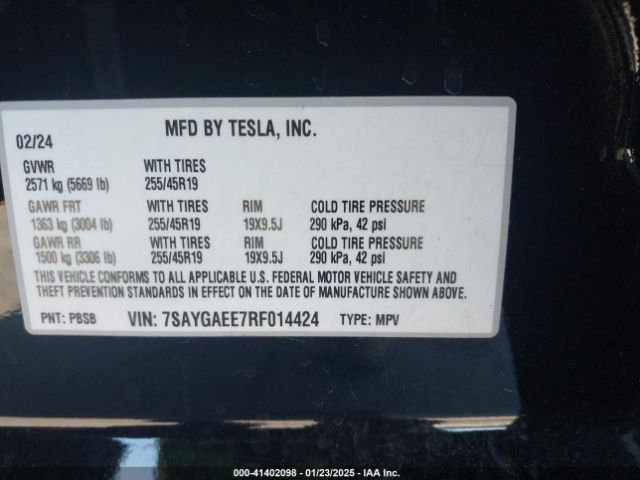 02/24 MFD BY TESLA, INC.
GVWR WITH TIRES
2571 kg (5669 lb) 255/45R19
GAWR FRT WITH TIRES RIM COLD TIRE PRESSURE
1363 kg (3004 lb) 255/45R19 19X9.5J 290 kPa, 42 psi
GAWR RR WITH TIRES RIM COLD TIRE PRESSURE
1500 kg (3306 lb) 255/45R19 19X9.5J 290 kPa, 42 psi
THIS VEHICLE CONFORMS TO ALL APPLICABLE U.S. FEDERAL MOTOR VEHICLE SAFETY AND
THEFT PREVENTION STANDARDS IN EFFECT ON THE DATE OF MANUFACTURE SHOWN ABOVE.
PNT: PBSB VIN: 7SAYGAEE7RF014424 TYPE: MPV
000-41402098 - 01/23/2025 - IAA Inc.